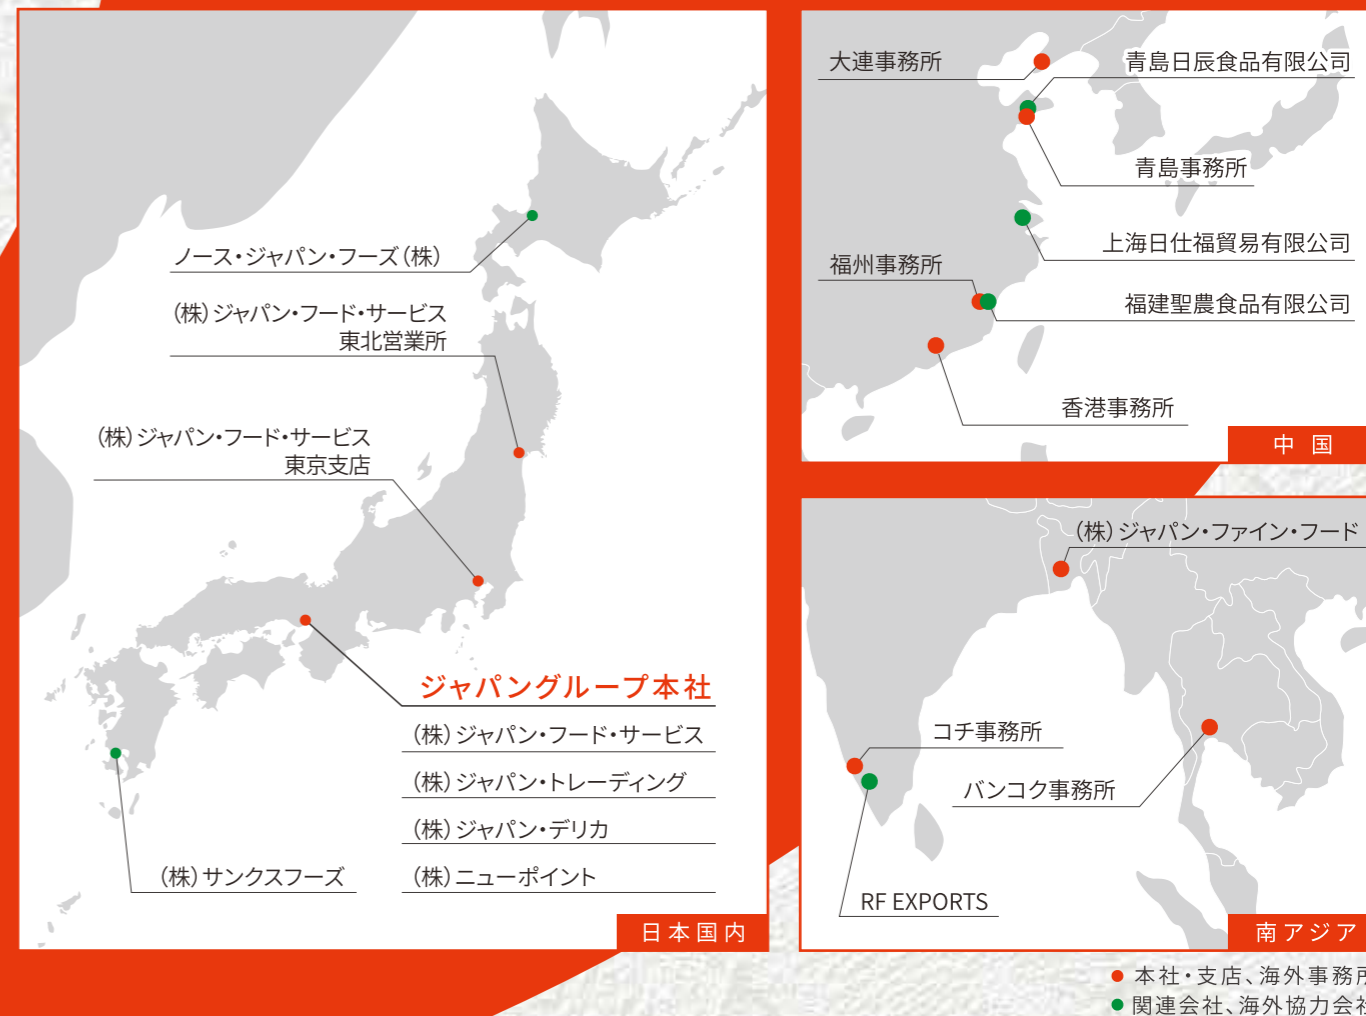 ノース・ジャパン・フーズ(株)
(株)ジャパン・フード・サービス
東北営業所
(株)ジャパン・フード・サービス
東京支店
ジャパングループ本社
(株)ジャパン・フード・サービス
(株)ジャパン・トレーディング
(株)ジャパン・デリカ
(株)ニューポイント
(株)サンクスフーズ
日本国内
大連事務所
青島日辰食品有限公司
青島事務所
上海日仕福貿易有限公司
福州事務所
福建聖農食品有限公司
香港事務所
中国
(株)ジャパン・ファイン・フード
コチ事務所
バンコク事務所
RF EXPORTS
南アジア
本社・支店、海外事務所
関連会社、海外協力会社